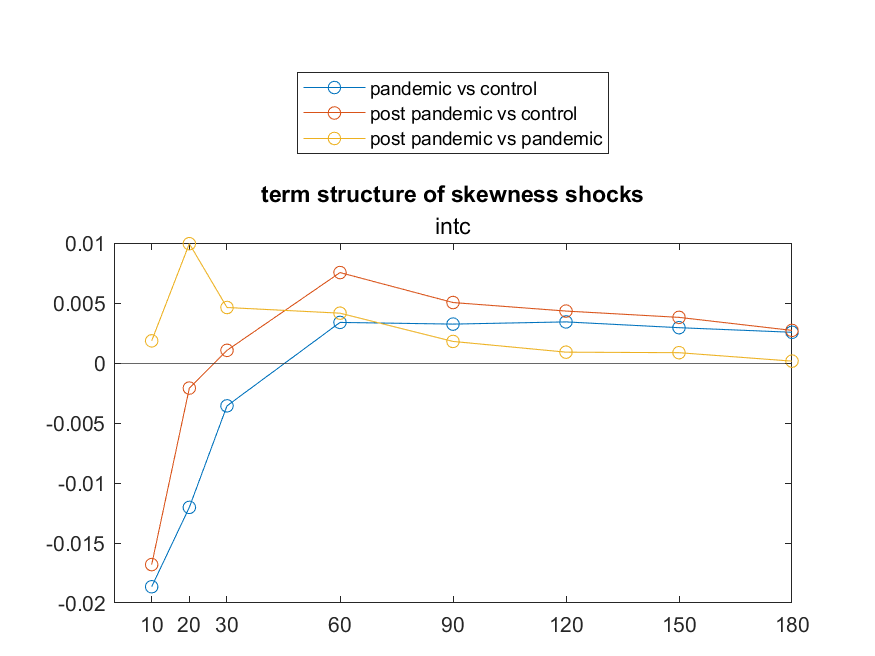 pandemic vs control
post pandemic vs control
post pandemic vs pandemic
term structure of skewness shocks
intc
0.01
0.005
0
-0.005
-0.01
-0.015
-0.02
10 20 30 60 90 120 150 180